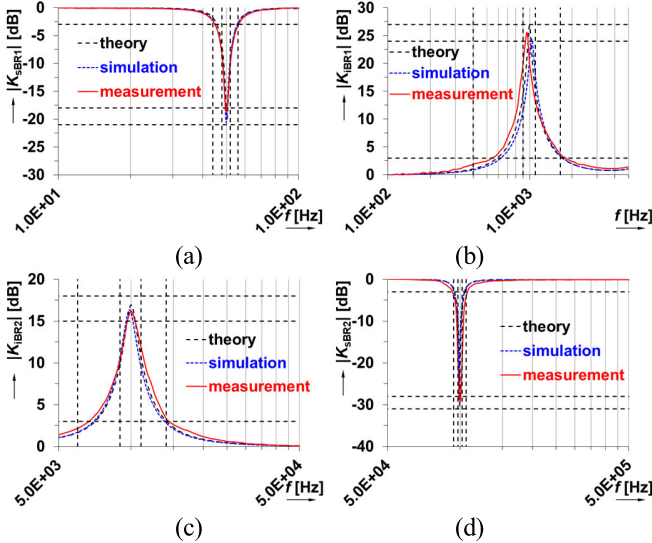 |KsBR1| [dB]
0
-5
-10
-15
-20
-25
-30
theory
simulation
measurement
1.0E+01
1.0E+02
f [Hz]
(a)
|KiBR1| [dB]
30
25
20
15
10
5
0
theory
simulation
measurement
1.0E+02
1.0E+03
f [Hz]
(b)
|KiBR2| [dB]
20
15
10
5
0
theory
simulation
measurement
5.0E+03
5.0E+04
f [Hz]
(c)
|KsBR2| [dB]
0
-10
-20
-30
-40
theory
simulation
measurement
5.0E+04
5.0E+05
f [Hz]
(d)